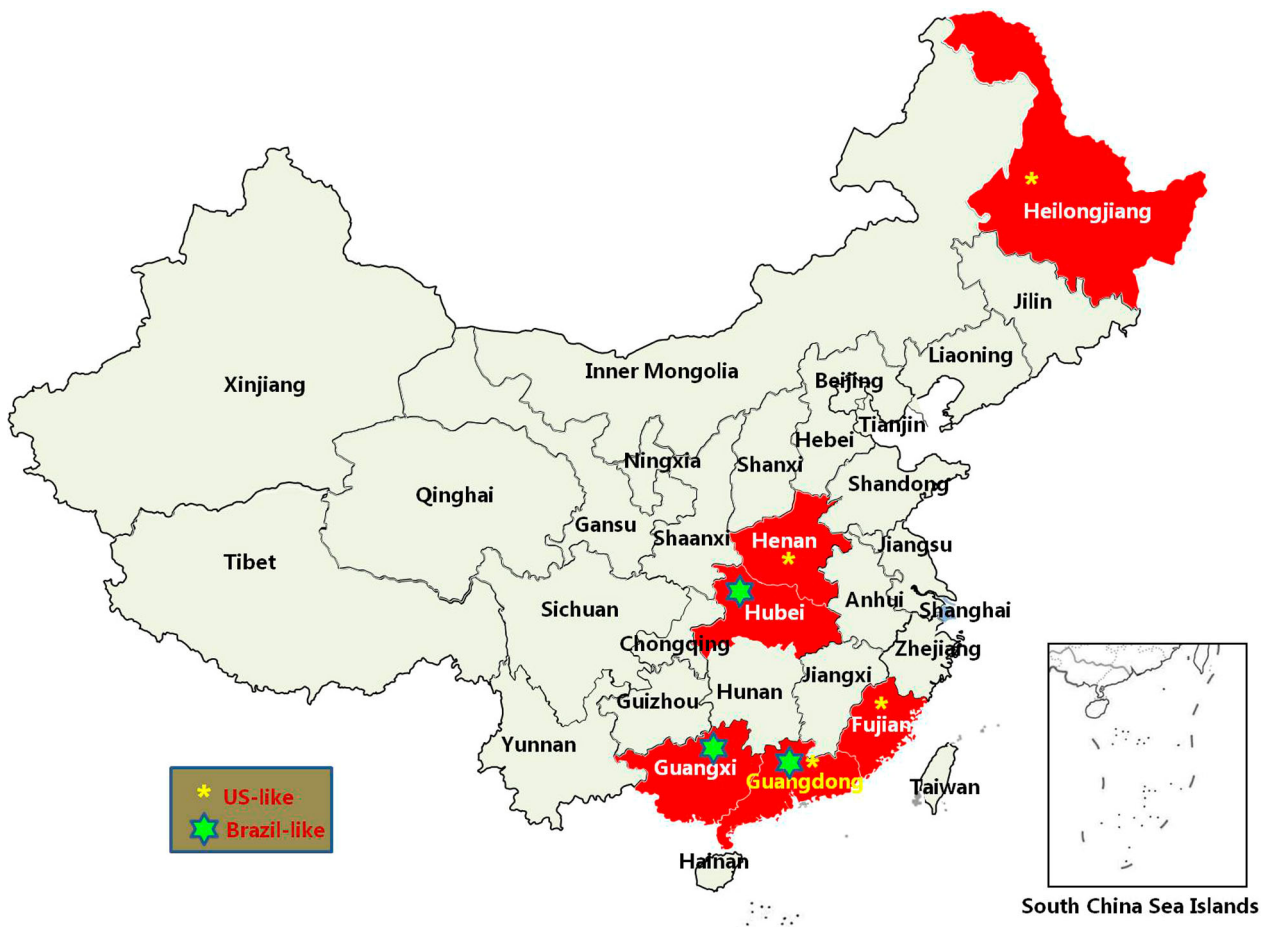 Heilongjiang
Jilin
Liaoning
Inner Mongolia
Beijing
Xinjiang
Tianjin
Hebei
Ningxia
Shanxi
Shandong
Qinghai
Gansu
Shaanxi
Henan
Jiangsu
Tibet
Sichuan
Anhui
Hubei
Shanghai
Chongqing
Zhejiang
Jiangxi
Hunan
Guizhou
Fujian
Yunnan
Guangxi
Guangdong
Taiwan
* US-like
Brazil-like
Hainan
South China Sea Islands